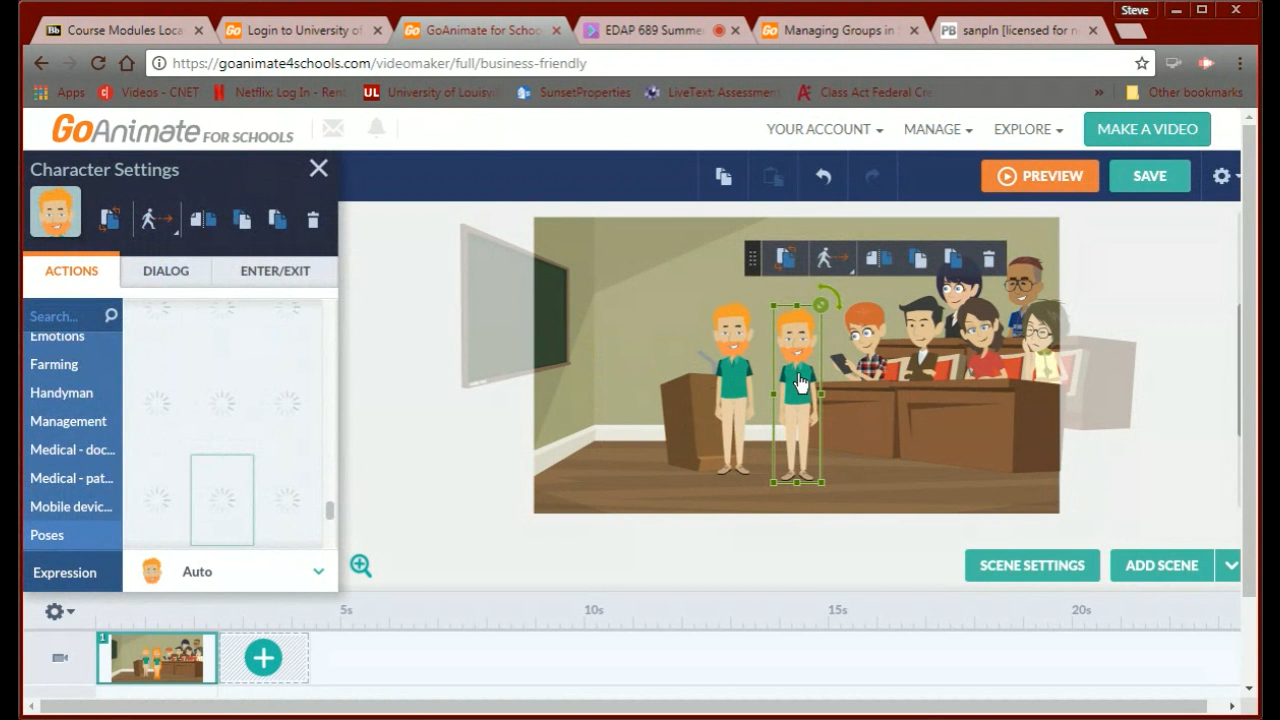 Steve
Course Modules Loca
Login to University of
GoAnimate for Schoo
EDAP 689 Summe
Managing Groups in
PB sanpln [licensed for n
https://goanimate4schools.com/videomaker/full/business-friendly
Apps
Videos - CNET
Netflix: Log In - Rent
UL University of Louisvi
SunsetProperties
LiveText: Assessmen
Class Act Federal Cre
»
Other bookmarks
GoAnimate FOR SCHOOLS
YOUR ACCOUNT
MANAGE
EXPLORE
MAKE A VIDEO
Character Settings
PREVIEW
SAVE
ACTIONS
DIALOG
ENTER/EXIT
Search...
Emotions
Farming
Handyman
Management
Medical - doc...
Medical - pat...
Mobile devic...
Poses
Expression
Auto
SCENE SETTINGS
ADD SCENE
5s
10s
15s
20s
1